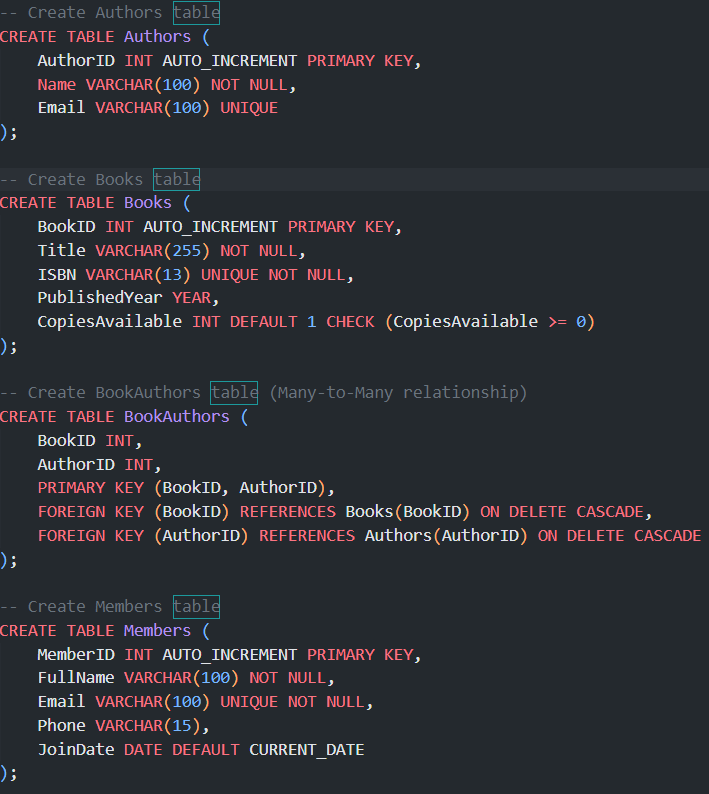 -- Create Authors table
CREATE TABLE Authors (
    AuthorID INT AUTO_INCREMENT PRIMARY KEY,
    Name VARCHAR(100) NOT NULL,
    Email VARCHAR(100) UNIQUE
);

-- Create Books table
CREATE TABLE Books (
    BookID INT AUTO_INCREMENT PRIMARY KEY,
    Title VARCHAR(255) NOT NULL,
    ISBN VARCHAR(13) UNIQUE NOT NULL,
    PublishedYear YEAR,
    CopiesAvailable INT DEFAULT 1 CHECK (CopiesAvailable >= 0)
);

-- Create BookAuthors table (Many-to-Many relationship)
CREATE TABLE BookAuthors (
    BookID INT,
    AuthorID INT,
    PRIMARY KEY (BookID, AuthorID),
    FOREIGN KEY (BookID) REFERENCES Books(BookID) ON DELETE CASCADE,
    FOREIGN KEY (AuthorID) REFERENCES Authors(AuthorID) ON DELETE CASCADE
);

-- Create Members table
CREATE TABLE Members (
    MemberID INT AUTO_INCREMENT PRIMARY KEY,
    FullName VARCHAR(100) NOT NULL,
    Email VARCHAR(100) UNIQUE NOT NULL,
    Phone VARCHAR(15),
    JoinDate DATE DEFAULT CURRENT_DATE
);